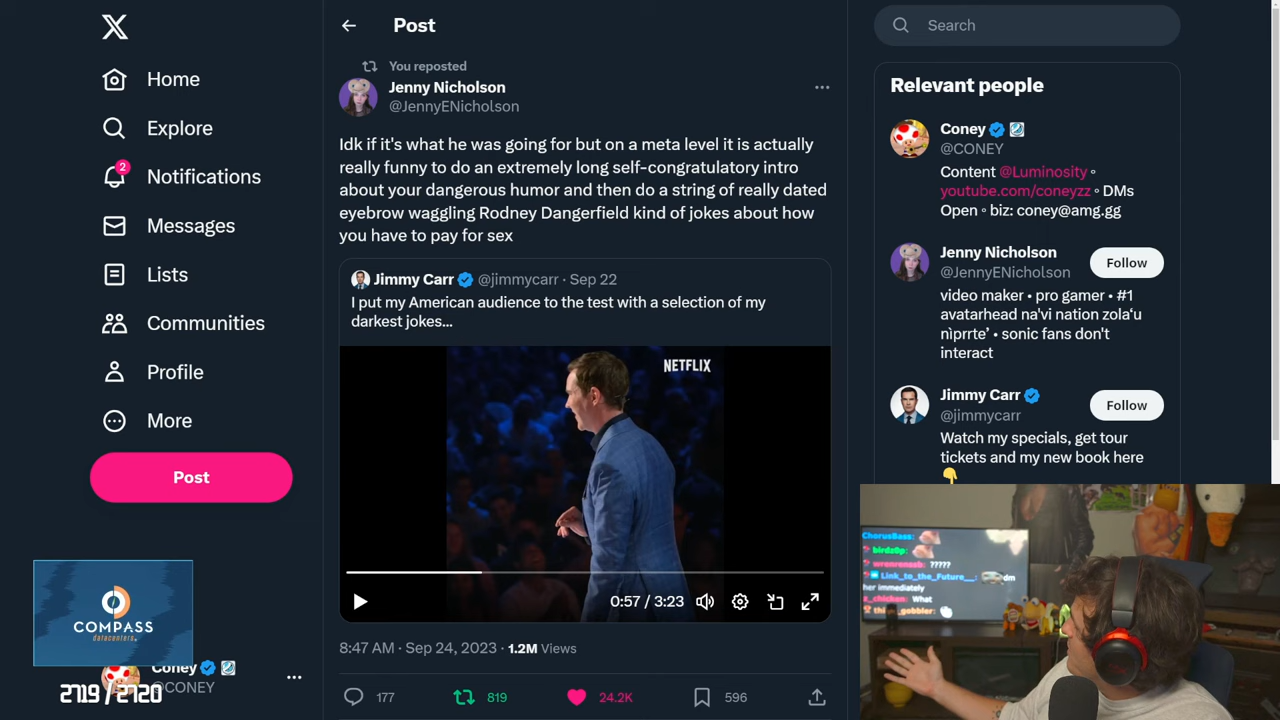 Home
Explore
2
Notifications
Messages
Lists
Communities
Profile
More
Post
COMPASS
datacenters
Coney
@CONEY
2719 / 2720
Post
You reposted
Jenny Nicholson
@JennyENicholson
Idk if it's what he was going for but on a meta level it is actually
really funny to do an extremely long self-congratulatory intro
about your dangerous humor and then do a string of really dated
eyebrow waggling Rodney Dangerfield kind of jokes about how
you have to pay for sex
Jimmy Carr @jimmycarr · Sep 22
I put my American audience to the test with a selection of my
darkest jokes...
NETFLIX
0:57 / 3:23
8:47 AM · Sep 24, 2023 · 1.2M Views
177
819
24.2K
596
Search
Relevant people
Coney
@CONEY
Content @Luminosity ◦
youtube.com/coneyzz ◦ DMs
Open ◦ biz: coney@amg.gg
Jenny Nicholson
@JennyENicholson
Follow
video maker • pro gamer • #1
avatarhead na'vi nation zola'u
nìprrte' • sonic fans don't
interact
Jimmy Carr
@jimmycarr
Follow
Watch my specials, get tour
tickets and my new book here
ChorusBass:
birdz0p:
wrenrenesb: ?????
Link_to_the_Future__: dm
her immediately
chicken: What
gobbler: